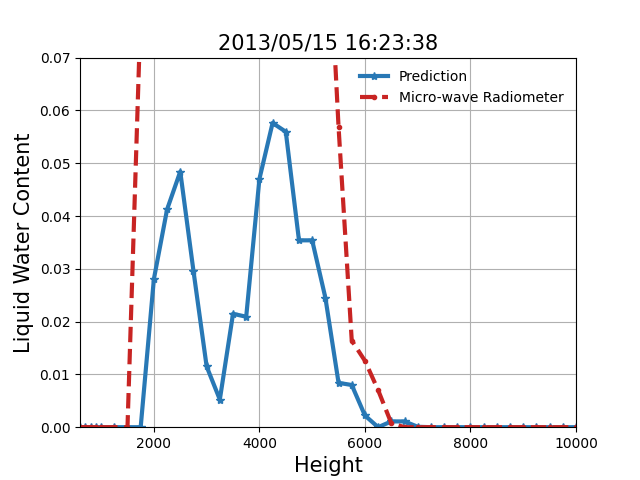 2013/05/15 16:23:38
Prediction
Micro-wave Radiometer
0.07
0.06
0.05
0.04
0.03
0.02
0.01
0.00
Liquid Water Content
2000 4000 6000 8000 10000
Height